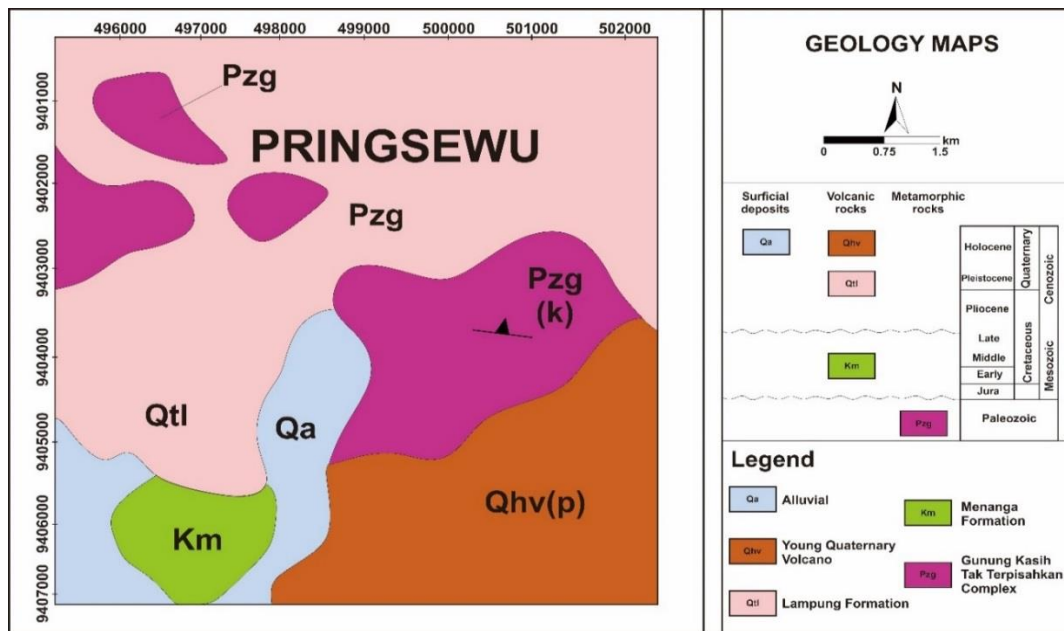 496000 497000 498000 499000 500000 501000 502000
9401000
9402000
9403000
9404000
9405000
9406000
9407000
Pzg
PRINGSEWU
Pzg
Pzg
(k)
Qtl
Qa
Km
Qhv(p)
GEOLOGY MAPS
N
km
0 0.75 1.5
Surficial
deposits
Volcanic
rocks
Metamorphic
rocks
Qa
Qhv
Qtl
Km
Pzg
Holocene
Pleistocene
Pliocene
Late
Middle
Early
Jura
Paleozoic
Quaternary
Cretaceous
Cenozoic
Mesozoic
Legend
Qa
Alluvial
Qhv
Young Quaternary
Volcano
Qtl
Lampung Formation
Km
Menanga
Formation
Pzg
Gunung Kasih
Tak Terpisahkan
Complex